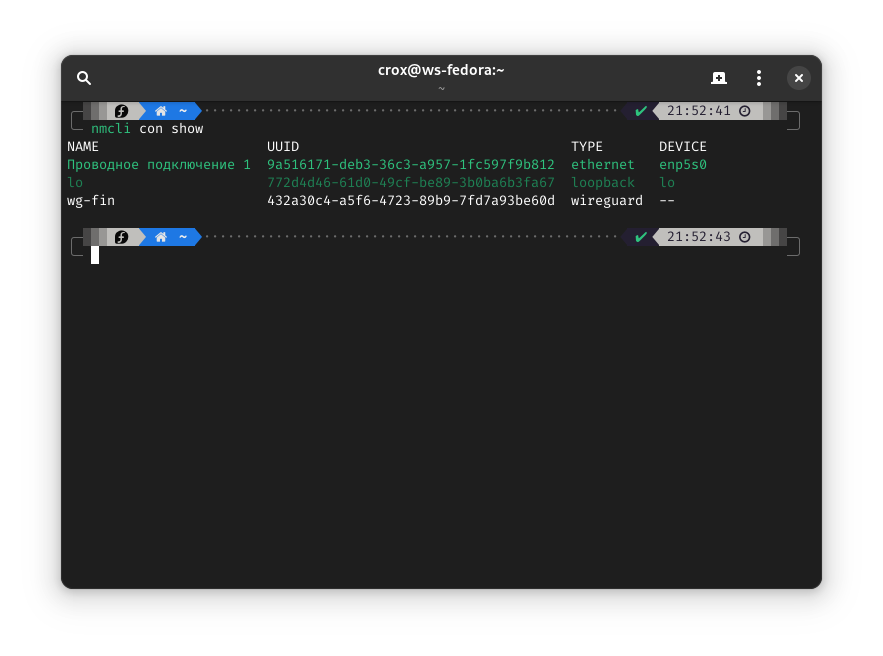 crox@ws-fedora:~
~
~ 21:52:41
nmcli con show
NAME UUID TYPE DEVICE
Проводное подключение 1 9a516171-deb3-36c3-a957-1fc597f9b812 ethernet enp5s0
lo 772d4d46-61d0-49cf-be89-3b0ba6b3fa67 loopback lo
wg-fin 432a30c4-a5f6-4723-89b9-7fd7a93be60d wireguard --
~ 21:52:43